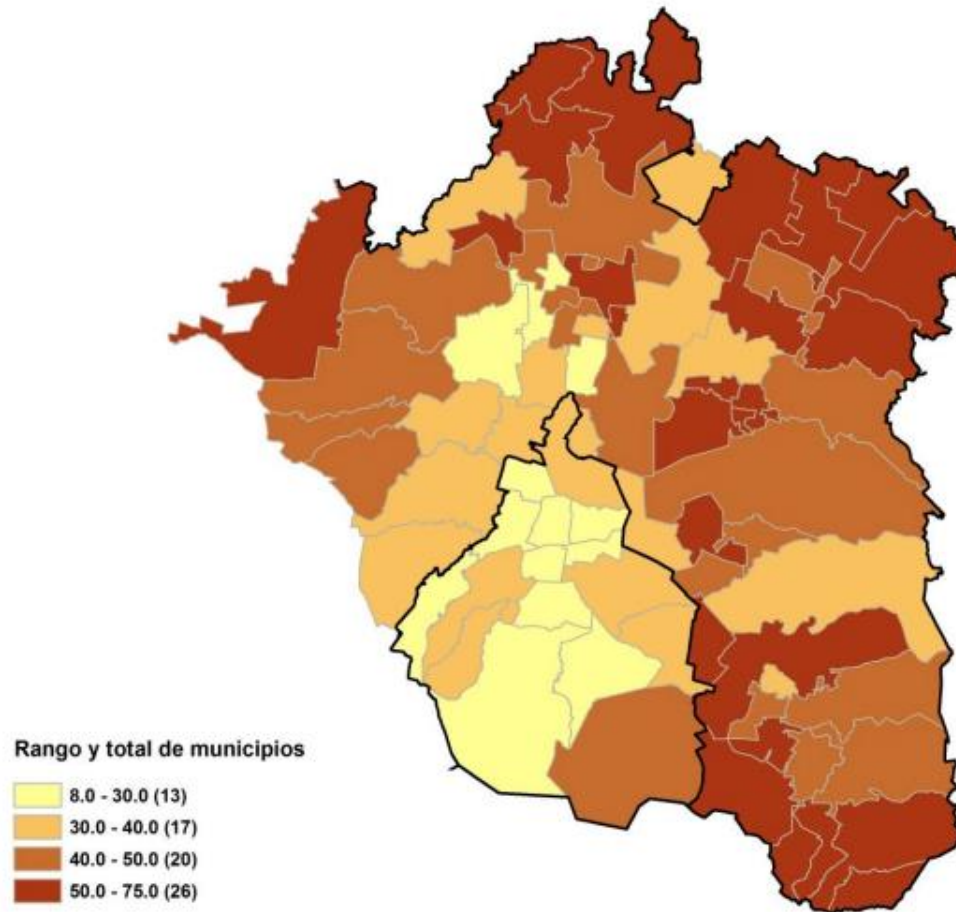 Rango y total de municipios
8.0 - 30.0 (13)
30.0 - 40.0 (17)
40.0 - 50.0 (20)
50.0 - 75.0 (26)